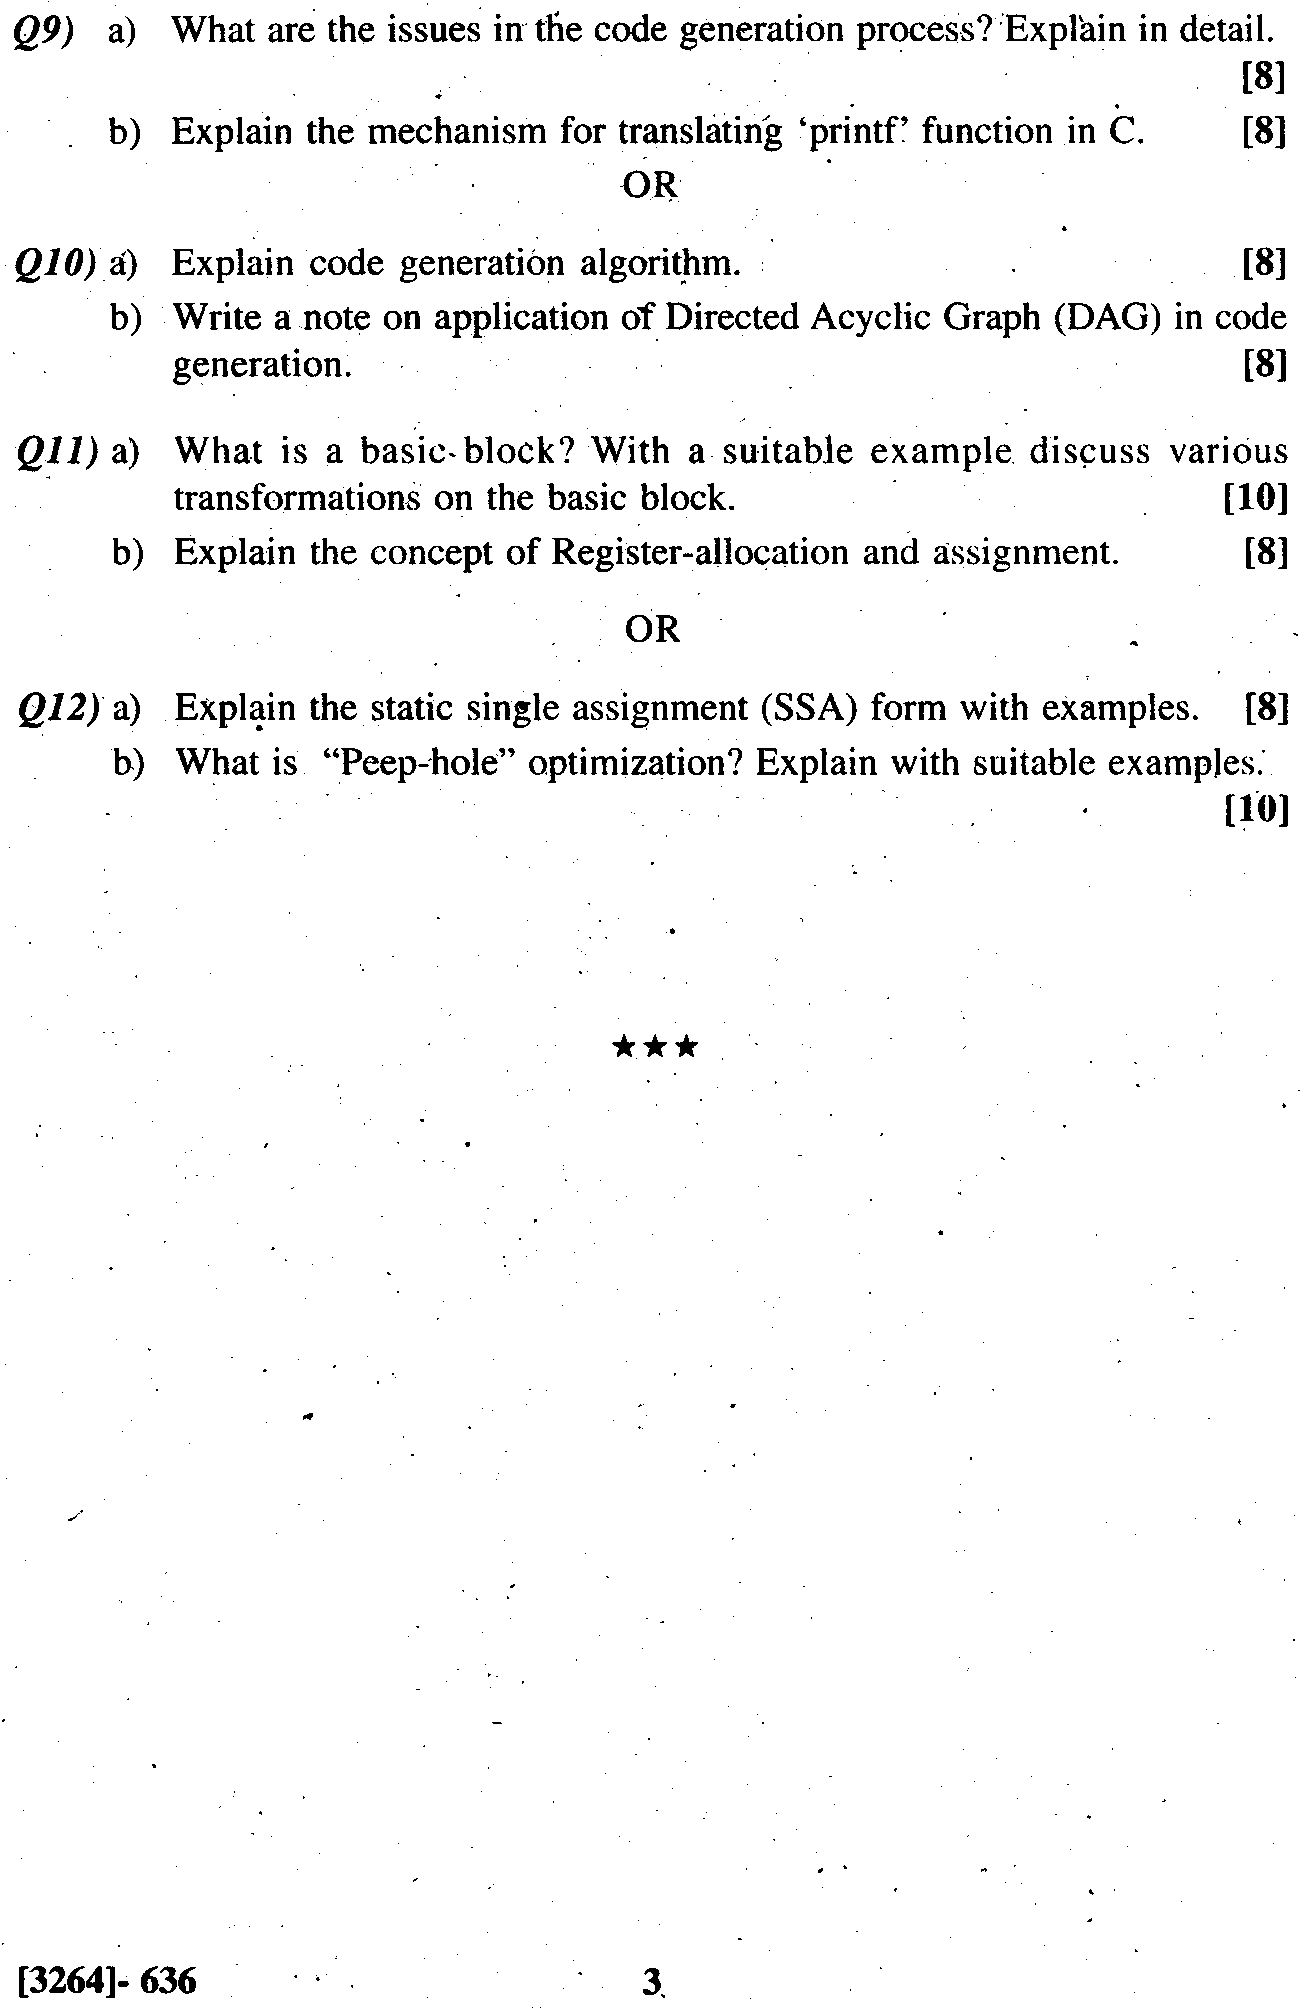 Q9) a) What are the issues in the code generation process? Explain in detail.
[8]
b) Explain the mechanism for translating ‘printf’ function in C. [8]
OR
Q10) a) Explain code generation algorithm. [8]
b) Write a note on application of Directed Acyclic Graph (DAG) in code
generation. [8]
Q11) a) What is a basic block? With a suitable example discuss various
transformations on the basic block. [10]
b) Explain the concept of Register-allocation and assignment. [8]
OR
Q12) a) Explain the static single assignment (SSA) form with examples. [8]
b) What is “Peep-hole” optimization? Explain with suitable examples.
[10]
★★★
[3264]- 636 3